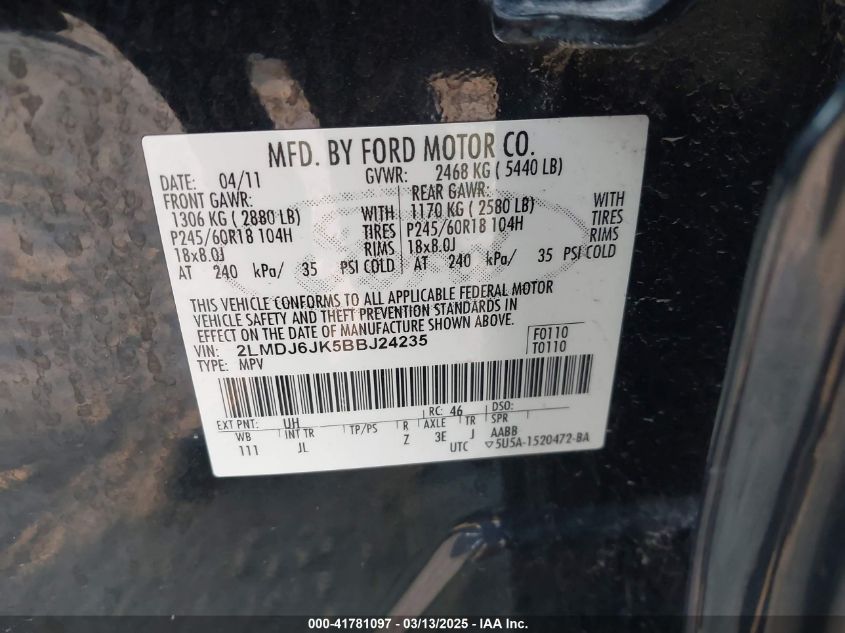 MFD. BY FORD MOTOR CO.
DATE: 04/11 GVWR: 2468 KG ( 5440 LB)
FRONT GAWR: REAR GAWR:
1306 KG ( 2880 LB) WITH 1170 KG ( 2580 LB) WITH
P245/60R18 104H TIRES P245/60R18 104H TIRES
18x8.0J RIMS 18x8.0J RIMS
AT 240 kPa/ 35 PSI COLD AT 240 kPa/ 35 PSI COLD
THIS VEHICLE CONFORMS TO ALL APPLICABLE FEDERAL MOTOR
VEHICLE SAFETY AND THEFT PREVENTION STANDARDS IN
EFFECT ON THE DATE OF MANUFACTURE SHOWN ABOVE.
VIN: 2LMDJ6JK5BBJ24235 F0110
TYPE: MPV T0110
EXT PNT: UH RC: 46 DSO:
WB INT TR TP/PS R AXLE TR SPR
111 JL Z 3E J AABB
UTC ▽5U5A-1520472-BA
000-41781097 - 03/13/2025 - IAA Inc.